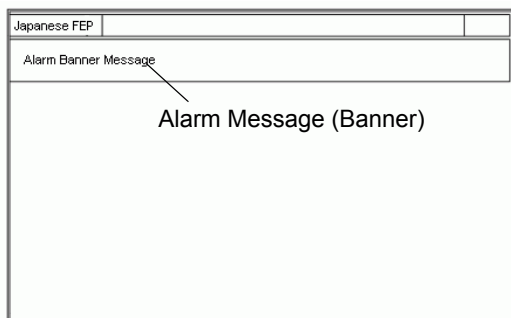 Japanese FEP
Alarm Banner Message
Alarm Message (Banner)